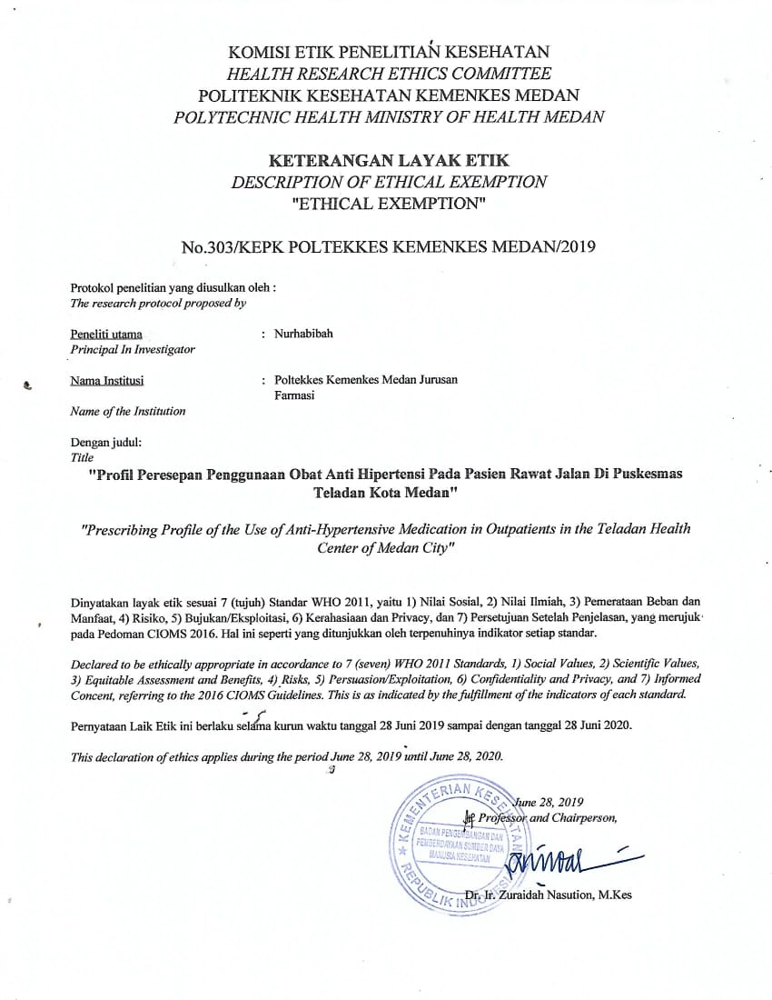 KOMISI ETIK PENELITIAN KESEHATAN
HEALTH RESEARCH ETHICS COMMITTEE
POLITEKNIK KESEHATAN KEMENKES MEDAN
POLYTECHNIC HEALTH MINISTRY OF HEALTH MEDAN
KETERANGAN LAYAK ETIK
DESCRIPTION OF ETHICAL EXEMPTION
"ETHICAL EXEMPTION"
No.303/KEPK POLTEKKES KEMENKES MEDAN/2019
Protokol penelitian yang diusulkan oleh :
The research protocol proposed by
Peneliti utama : Nurhabibah
Principal In Investigator
Nama Institusi : Poltekkes Kemenkes Medan Jurusan
Farmasi
Name of the Institution
Dengan judul:
Title
"Profil Peresepan Penggunaan Obat Anti Hipertensi Pada Pasien Rawat Jalan Di Puskesmas
Teladan Kota Medan"
"Prescribing Profile of the Use of Anti-Hypertensive Medication in Outpatients in the Teladan Health
Center of Medan City"
Dinyatakan layak etik sesuai 7 (tujuh) Standar WHO 2011, yaitu 1) Nilai Sosial, 2) Nilai Ilmiah, 3) Pemerataan Beban dan
Manfaat, 4) Risiko, 5) Bujukan/Eksploitasi, 6) Kerahasiaan dan Privacy, dan 7) Persetujuan Setelah Penjelasan, yang merujuk
pada Pedoman CIOMS 2016. Hal ini seperti yang ditunjukkan oleh terpenuhinya indikator setiap standar.
Declared to be ethically appropriate in accordance to 7 (seven) WHO 2011 Standards, 1) Social Values, 2) Scientific Values,
3) Equitable Assessment and Benefits, 4) Risks, 5) Persuasion/Exploitation, 6) Confidentiality and Privacy, and 7) Informed
Concent, referring to the 2016 CIOMS Guidelines. This is as indicated by the fulfillment of the indicators of each standard.
Pernyataan Laik Etik ini berlaku selama kurun waktu tanggal 28 Juni 2019 sampai dengan tanggal 28 Juni 2020.
This declaration of ethics applies during the period June 28, 2019 until June 28, 2020.
June 28, 2019
Professor and Chairperson,
KEMENTERIAN KESEHATAN
BADAN PENGEMBANGAN DAN
PEMBERDAYAAN SUMBER DAYA
MANUSIA KESEHATAN
REPUBLIK INDONESIA
Dr. Ir. Zuraidah Nasution, M.Kes